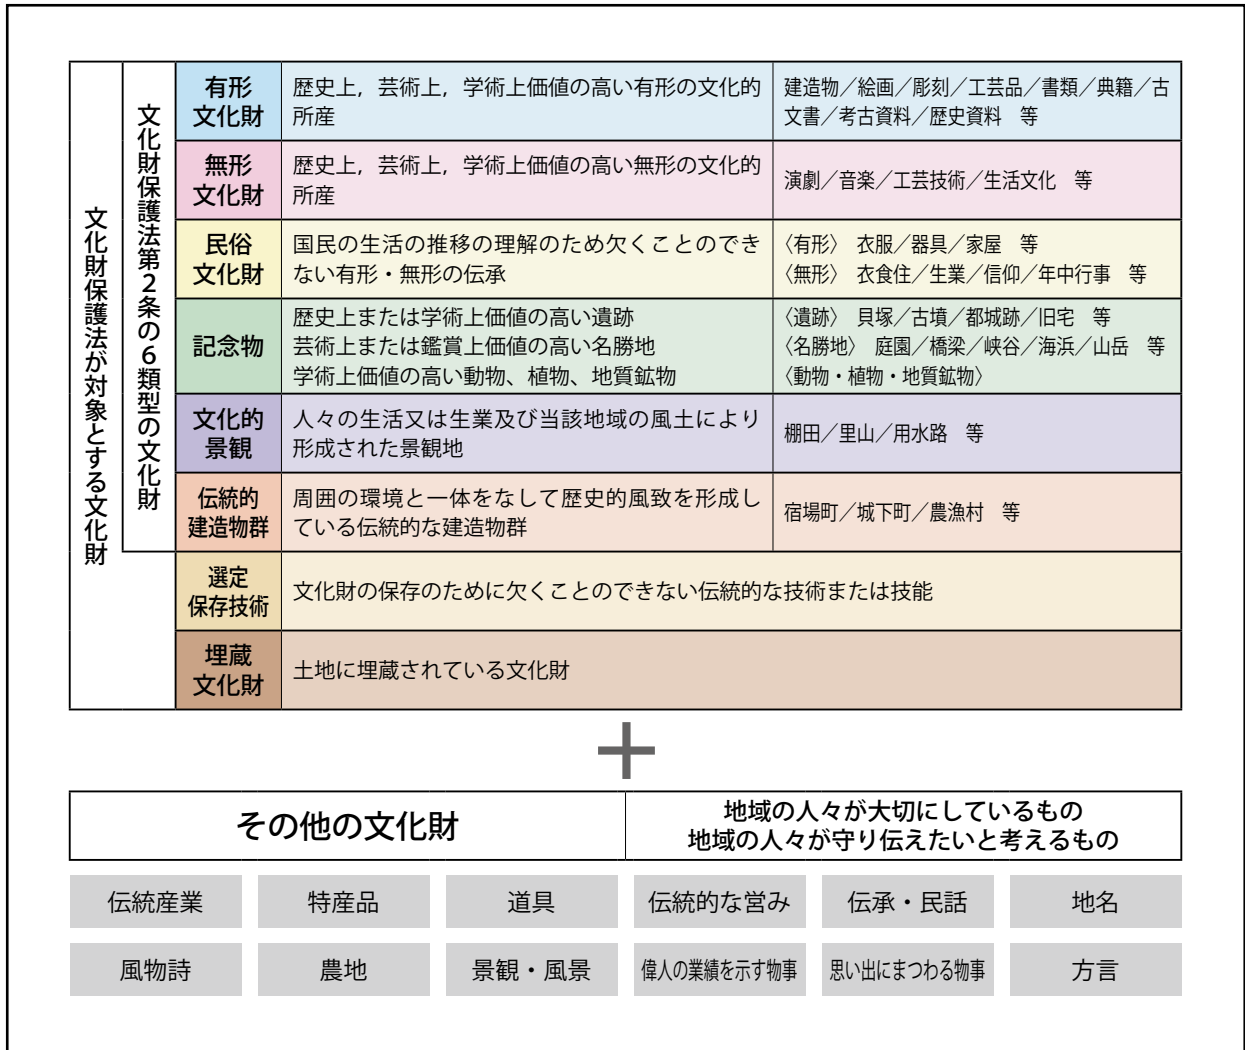 文化財保護法が対象とする文化財
文化財保護法第2条の6類型の文化財
有形
文化財
歴史上，芸術上，学術上価値の高い有形の文化的
所産
建造物／絵画／彫刻／工芸品／書類／典籍／古
文書／考古資料／歴史資料　等
無形
文化財
歴史上，芸術上，学術上価値の高い無形の文化的
所産
演劇／音楽／工芸技術／生活文化　等
民俗
文化財
国民の生活の推移の理解のため欠くことのでき
ない有形・無形の伝承
〈有形〉 衣服／器具／家屋　等
〈無形〉 衣食住／生業／信仰／年中行事　等
記念物
歴史上または学術上価値の高い遺跡
芸術上または鑑賞上価値の高い名勝地
学術上価値の高い動物、植物、地質鉱物
〈遺跡〉 貝塚／古墳／都城跡／旧宅　等
〈名勝地〉 庭園／橋梁／峡谷／海浜／山岳　等
〈動物・植物・地質鉱物〉
文化的
景観
人々の生活又は生業及び当該地域の風土により
形成された景観地
棚田／里山／用水路　等
伝統的
建造物群
周囲の環境と一体をなして歴史的風致を形成し
ている伝統的な建造物群
宿場町／城下町／農漁村　等
選定
保存技術
文化財の保存のために欠くことのできない伝統的な技術または技能
埋蔵
文化財
土地に埋蔵されている文化財
＋
その他の文化財
地域の人々が大切にしているもの
地域の人々が守り伝えたいと考えるもの
伝統産業
特産品
道具
伝統的な営み
伝承・民話
地名
風物詩
農地
景観・風景
偉人の業績を示す物事
思い出にまつわる物事
方言